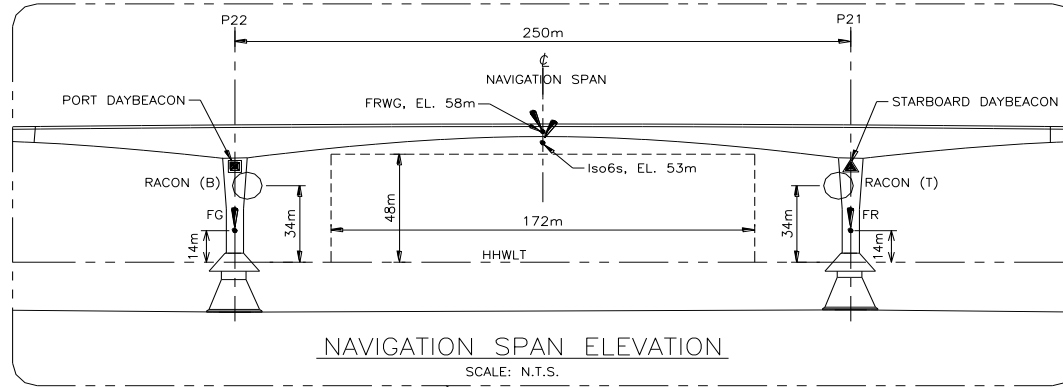 P22
P21
250m
℄
NAVIGATION SPAN
PORT DAYBEACON
FRWG, EL. 58m
STARBOARD DAYBEACON
Iso6s, EL. 53m
RACON (B)
RACON (T)
48m
34m
34m
FG
FR
172m
14m
14m
HHWLT
NAVIGATION SPAN ELEVATION
SCALE: N.T.S.